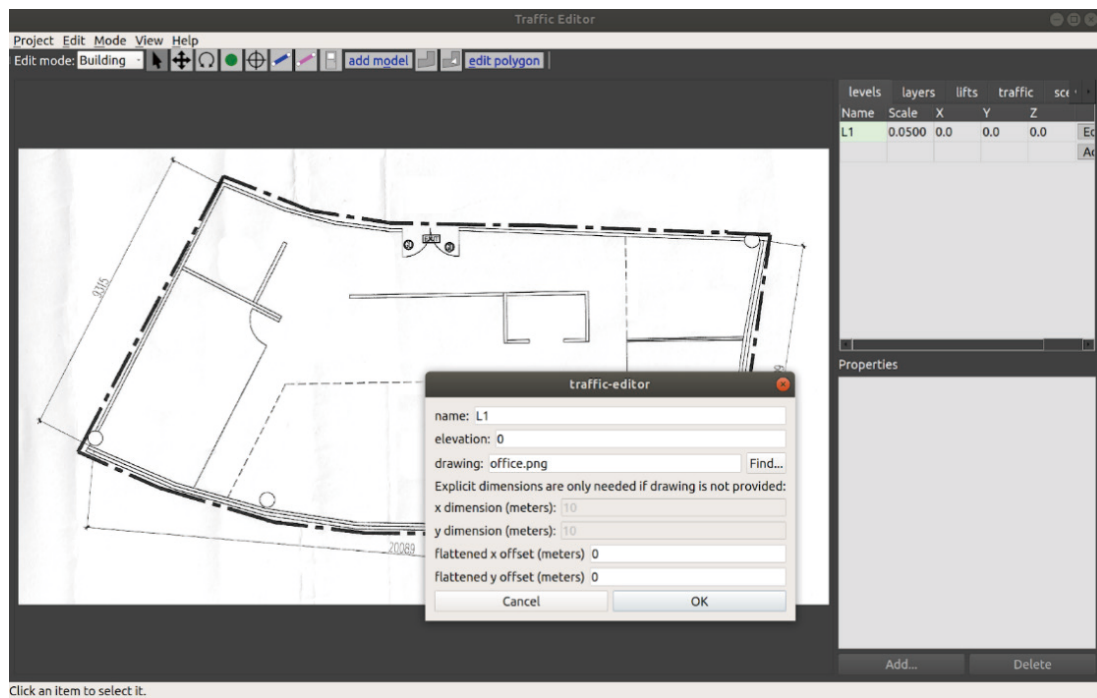 Traffic Editor
Project Edit Mode View Help
Edit mode: Building add model edit polygon
levels layers lifts traffic sce
Name Scale X Y Z
L1 0.0500 0.0 0.0 0.0 Ed
Ad
EXIT
9315
20089
traffic-editor
name: L1
elevation: 0
drawing: office.png Find...
Explicit dimensions are only needed if drawing is not provided:
x dimension (meters): 10
y dimension (meters): 10
flattened x offset (meters) 0
flattened y offset (meters) 0
Cancel OK
Properties
Add... Delete
Click an item to select it.